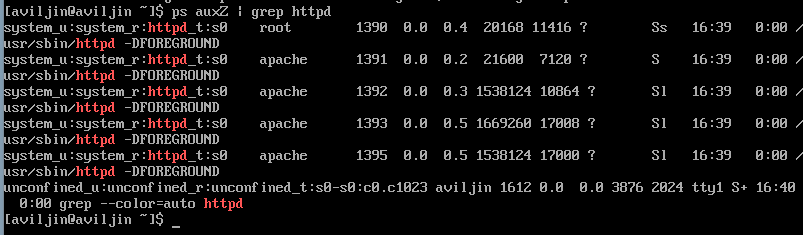 [aviljin@aviljin ~]$ ps auxZ | grep httpd
system_u:system_r:httpd_t:s0    root        1390  0.0  0.4  20168 11416 ?        Ss   16:39   0:00 /
usr/sbin/httpd -DFOREGROUND
system_u:system_r:httpd_t:s0    apache      1391  0.0  0.2  21600  7120 ?        S    16:39   0:00 /
usr/sbin/httpd -DFOREGROUND
system_u:system_r:httpd_t:s0    apache      1392  0.0  0.3 1538124 10864 ?       Sl   16:39   0:00 /
usr/sbin/httpd -DFOREGROUND
system_u:system_r:httpd_t:s0    apache      1393  0.0  0.5 1669260 17008 ?       Sl   16:39   0:00 /
usr/sbin/httpd -DFOREGROUND
system_u:system_r:httpd_t:s0    apache      1395  0.0  0.5 1538124 17000 ?       Sl   16:39   0:00 /
usr/sbin/httpd -DFOREGROUND
unconfined_u:unconfined_r:unconfined_t:s0-s0:c0.c1023 aviljin 1612 0.0  0.0 3876 2024 tty1 S+ 16:40
  0:00 grep --color=auto httpd
[aviljin@aviljin ~]$ _